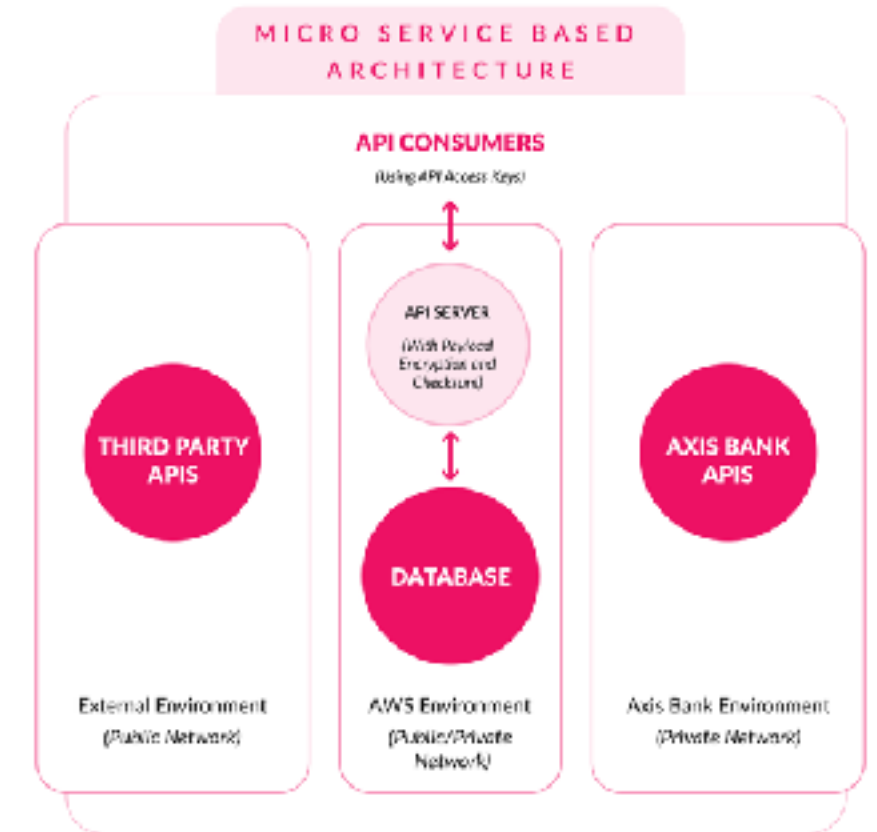 MICRO SERVICE BASED
ARCHITECTURE
API CONSUMERS
(Using API Access Keys)
API SERVER
(With Payload
Encryption and
Checksum)
THIRD PARTY
APIS
AXIS BANK
APIS
DATABASE
External Environment
(Public Network)
AWS Environment
(Public/Private
Network)
Axis Bank Environment
(Private Network)